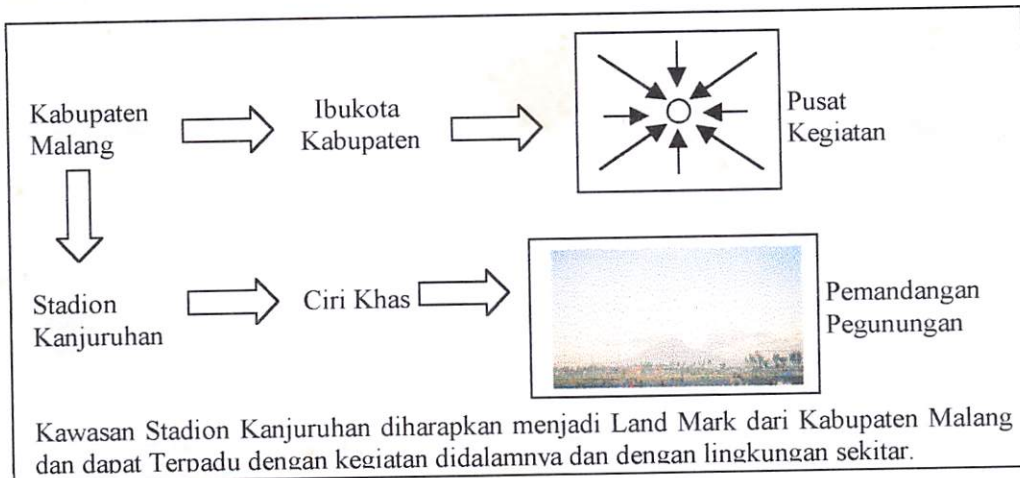 Kabupaten
Malang
Ibukota
Kabupaten
Pusat
Kegiatan
Stadion
Kanjuruhan
Ciri Khas
Pemandangan
Pegunungan
Kawasan Stadion Kanjuruhan diharapkan menjadi Land Mark dari Kabupaten Malang
dan dapat Terpadu dengan kegiatan didalamnya dan dengan lingkungan sekitar.